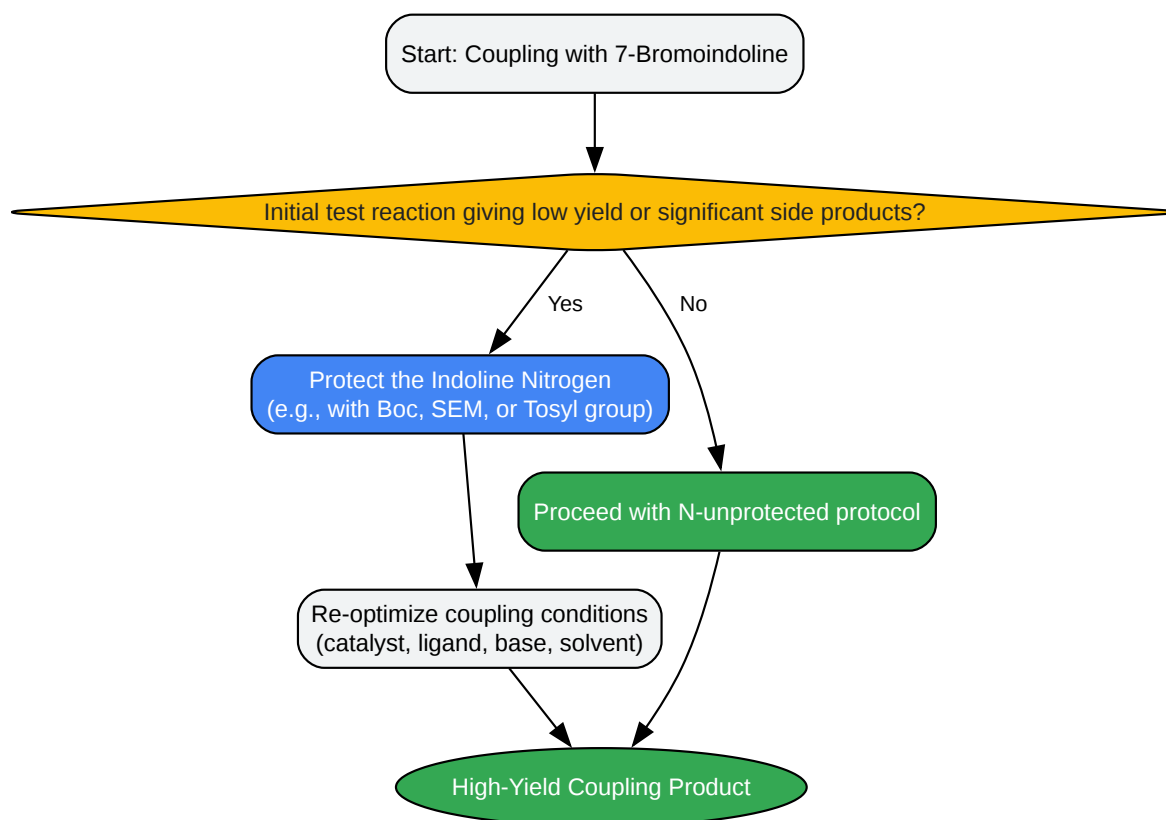 Start: Coupling with 7-Bromoindoline
Initial test reaction giving low yield or significant side products?
Yes
No
Protect the Indoline Nitrogen
(e.g., with Boc, SEM, or Tosyl group)
Proceed with N-unprotected protocol
Re-optimize coupling conditions
(catalyst, ligand, base, solvent)
High-Yield Coupling Product